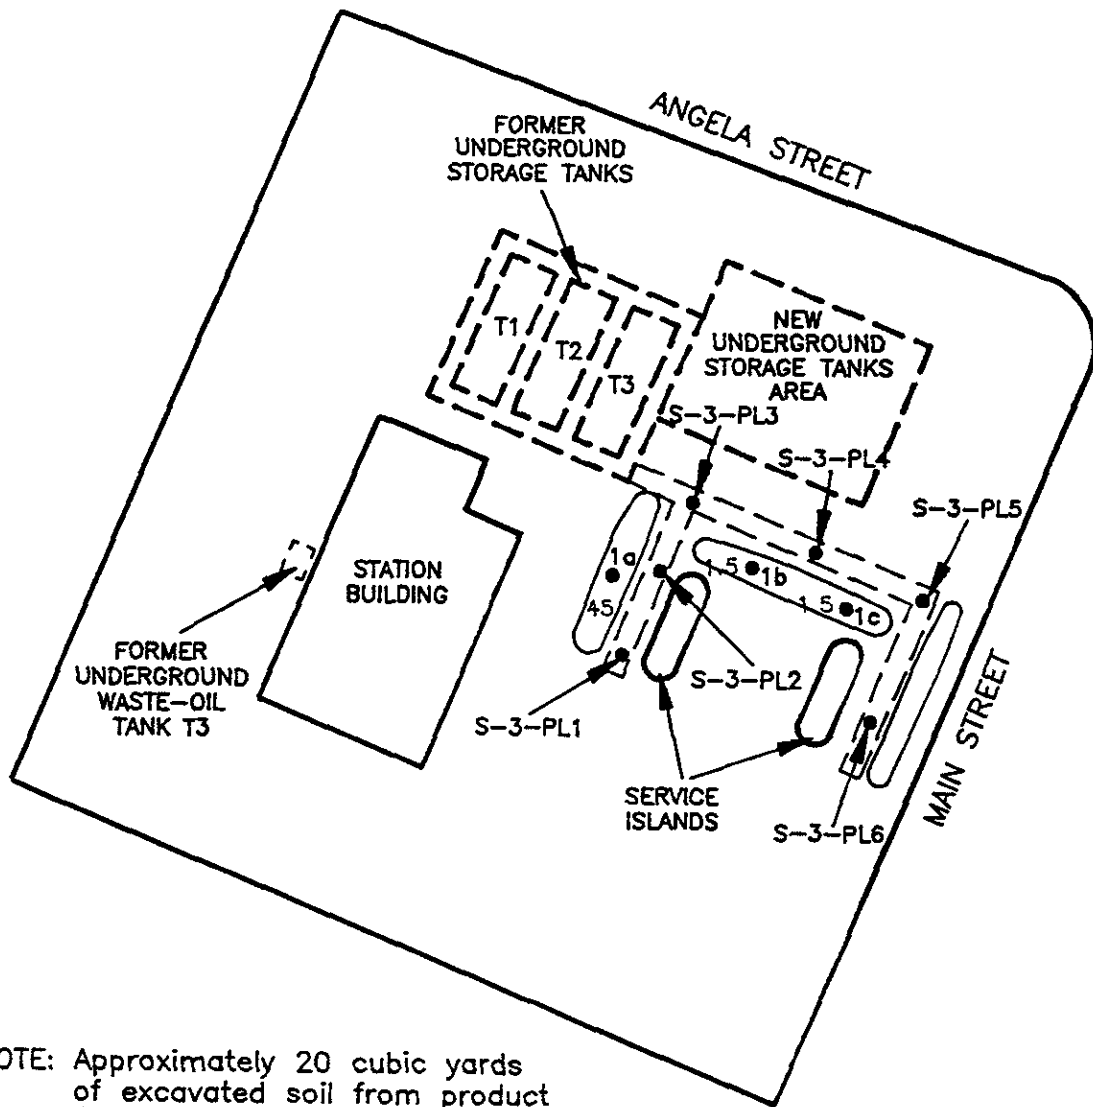 ANGELA STREET
FORMER
UNDERGROUND
STORAGE TANKS
T1
T2
T3
NEW
UNDERGROUND
STORAGE TANKS
AREA
S-3-PL3
S-3-PL4
S-3-PL5
1a
45
1.5
1b
1.5
1c
STATION
BUILDING
FORMER
UNDERGROUND
WASTE-OIL
TANK T3
S-3-PL1
S-3-PL2
SERVICE
ISLANDS
S-3-PL6
MAIN STREET
OTE: Approximately 20 cubic yards
of excavated soil from product